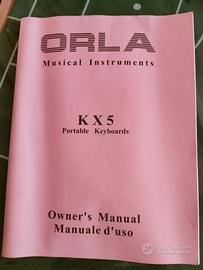 ORLA
Musical Instruments
KX5
Portable Keyboards
Owner's Manual
Manuale d'uso